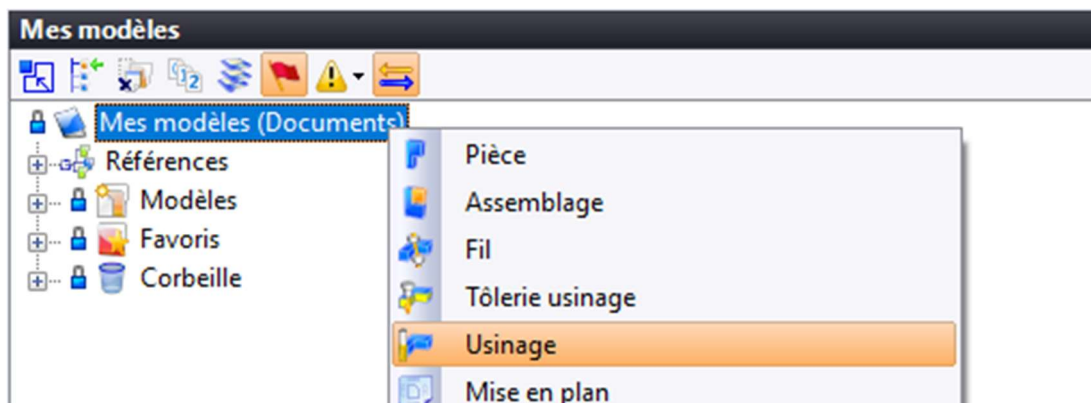 Mes modèles
Mes modèles (Documents)
Références
Modèles
Favoris
Corbeille
Pièce
Assemblage
Fil
Tôlerie usinage
Usinage
Mise en plan